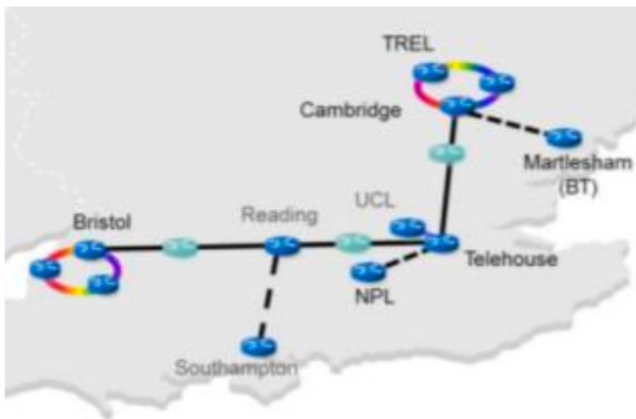 TREL
Cambridge
Martlesham
(BT)
UCL
Reading
Bristol
Telehouse
NPL
Southampton